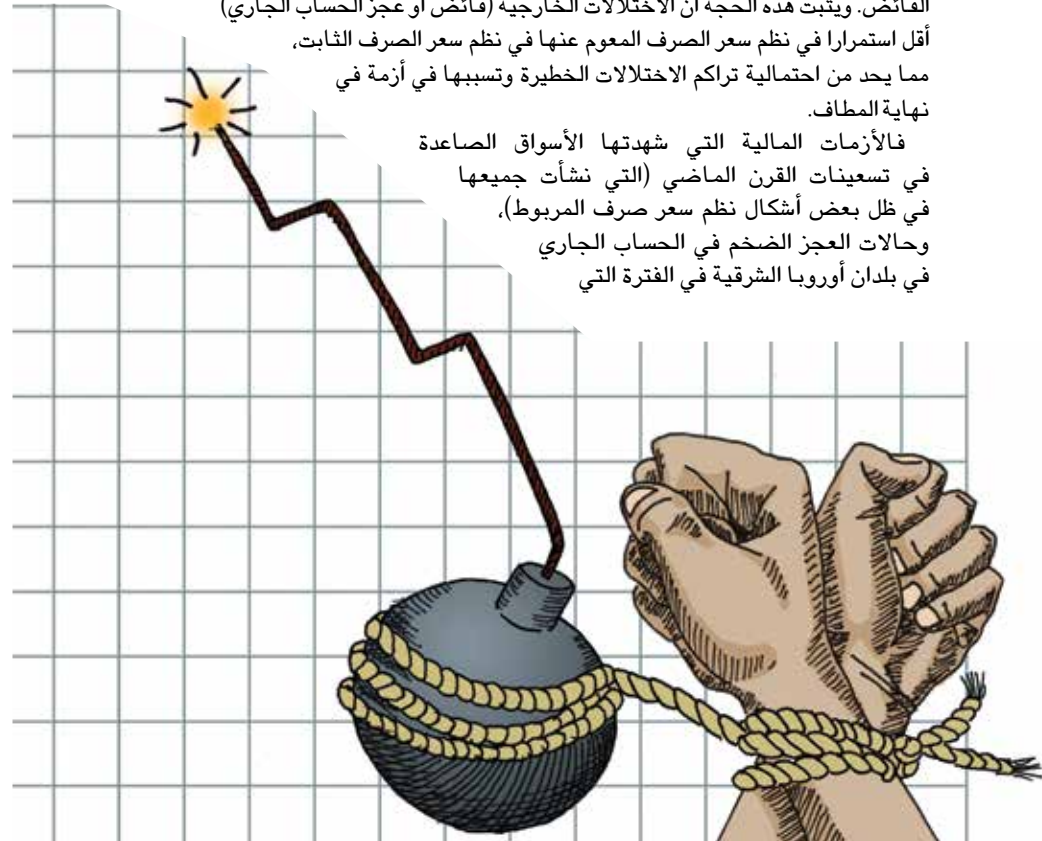 الفائض. ويثبت هذه الحجة أن الاختلالات الخارجية (فائض أو عجز الحساب الجاري)
أقل استمرارا في نظم سعر الصرف المعوم عنها في نظم سعر الصرف الثابت،
مما يحد من احتمالية تراكم الاختلالات الخطيرة وتسببها في أزمة في
نهاية المطاف.
فالأزمات المالية التي شهدتها الأسواق الصاعدة
في تسعينات القرن الماضي (التي نشأت جميعها
في ظل بعض أشكال نظم سعر صرف المربوط)،
وحالات العجز الضخم في الحساب الجاري
في بلدان أوروبا الشرقية في الفترة التي